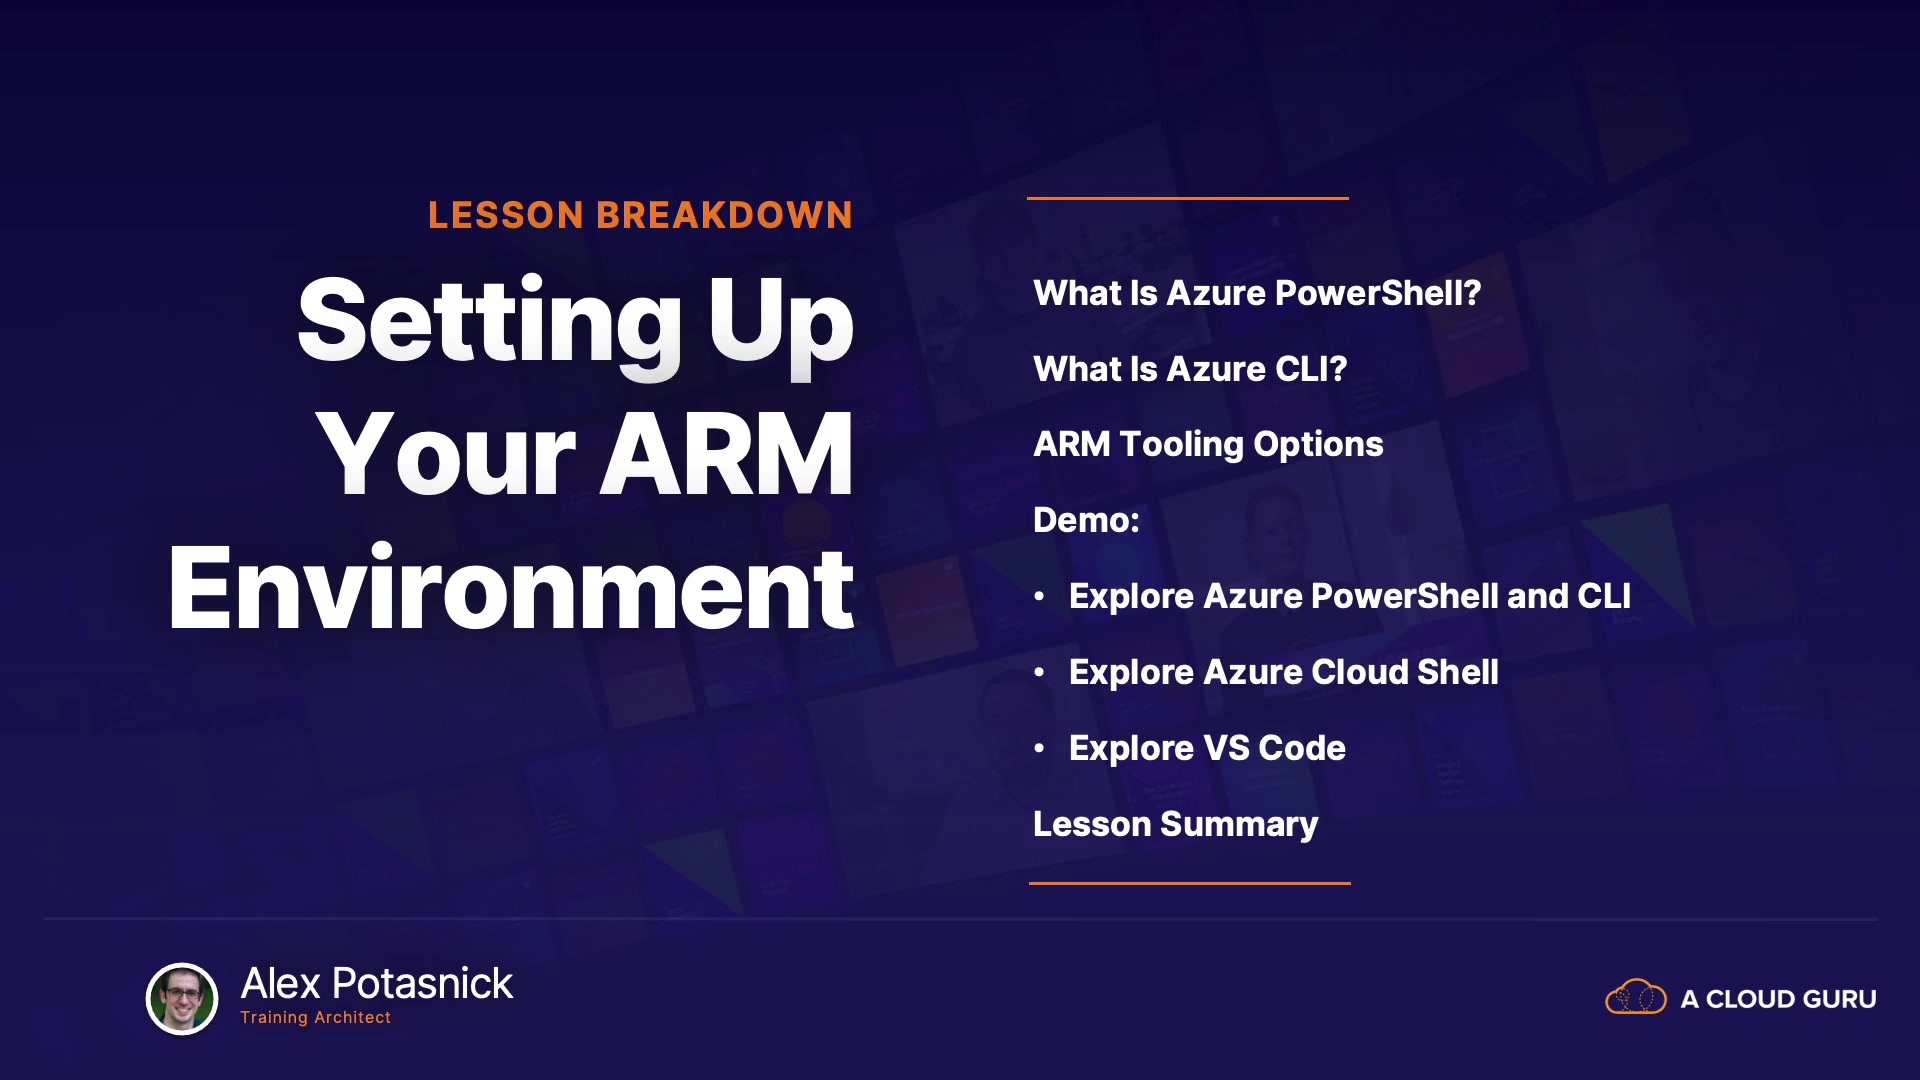 LESSON BREAKDOWN
Setting Up
Your ARM
Environment
What Is Azure PowerShell?
What Is Azure CLI?
ARM Tooling Options
Demo:
• Explore Azure PowerShell and CLI
• Explore Azure Cloud Shell
• Explore VS Code
Lesson Summary
Alex Potasnick
Training Architect
A CLOUD GURU